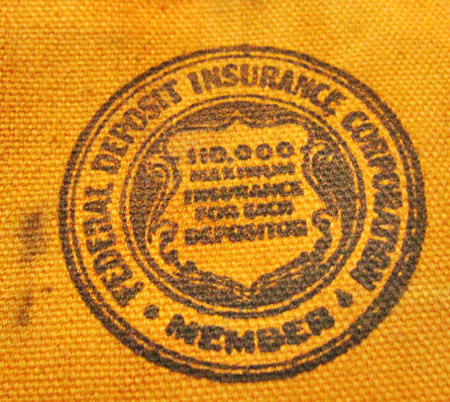 FEDERAL DEPOSIT INSURANCE CORPORATION
$10,000
MAXIMUM
INSURANCE
FOR EACH
DEPOSITOR
• MEMBER •